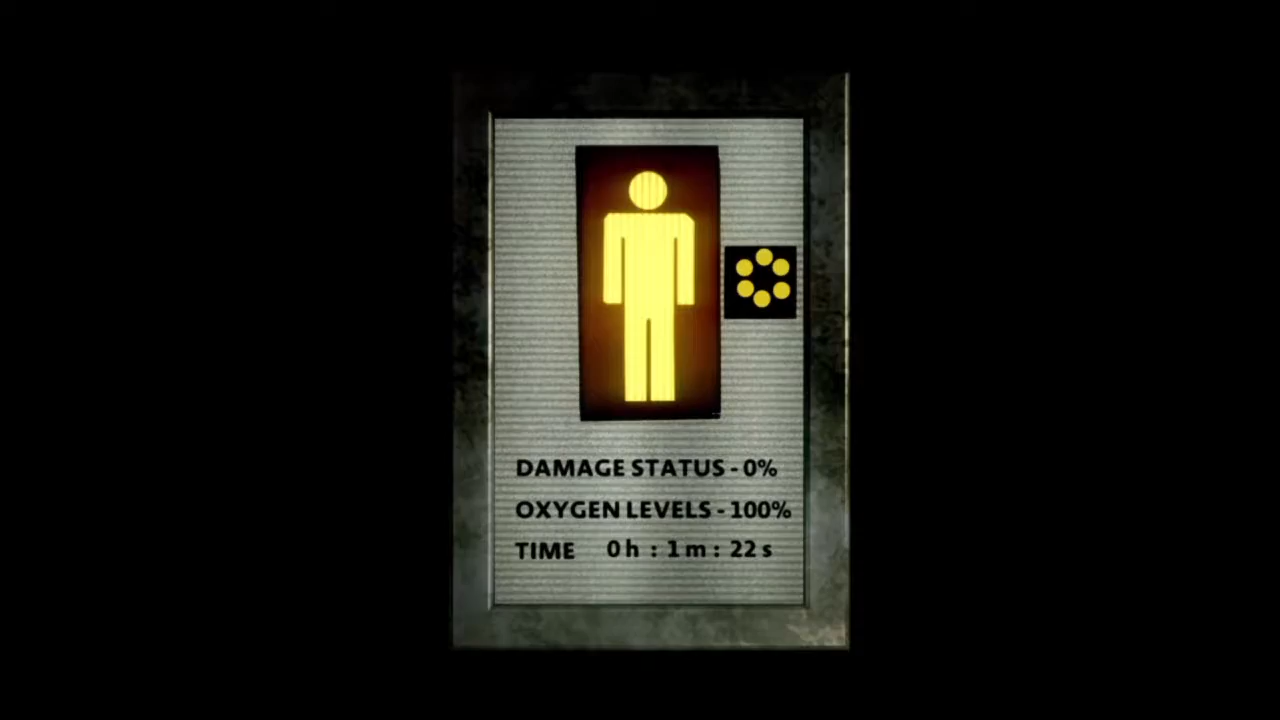 DAMAGE STATUS - 0%
OXYGEN LEVELS - 100%
TIME 0h : 1m : 22s